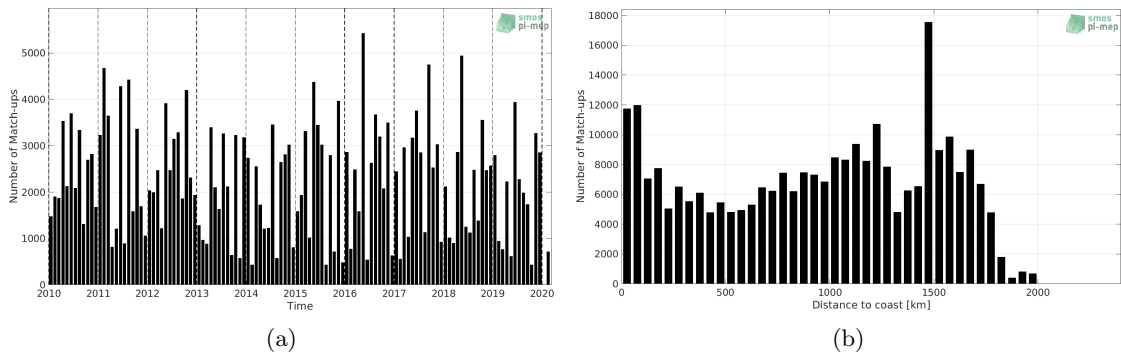 smos
pi-mep
Number of Match-ups
5000
4000
3000
2000
1000
0
2010 2011 2012 2013 2014 2015 2016 2017 2018 2019 2020
Time
(a)
smos
pi-mep
Number of Match-ups
18000
16000
14000
12000
10000
8000
6000
4000
2000
0
0 500 1000 1500 2000
Distance to coast [km]
(b)